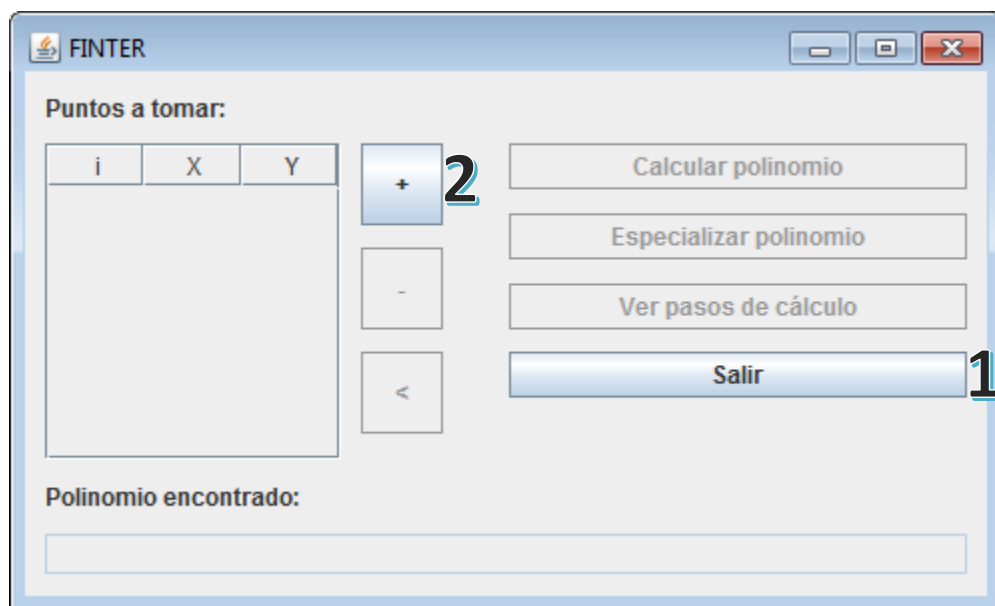 FINTER
Puntos a tomar:
i X Y
+ 2
-
<
Calcular polinomio
Especializar polinomio
Ver pasos de cálculo
Salir 1
Polinomio encontrado: